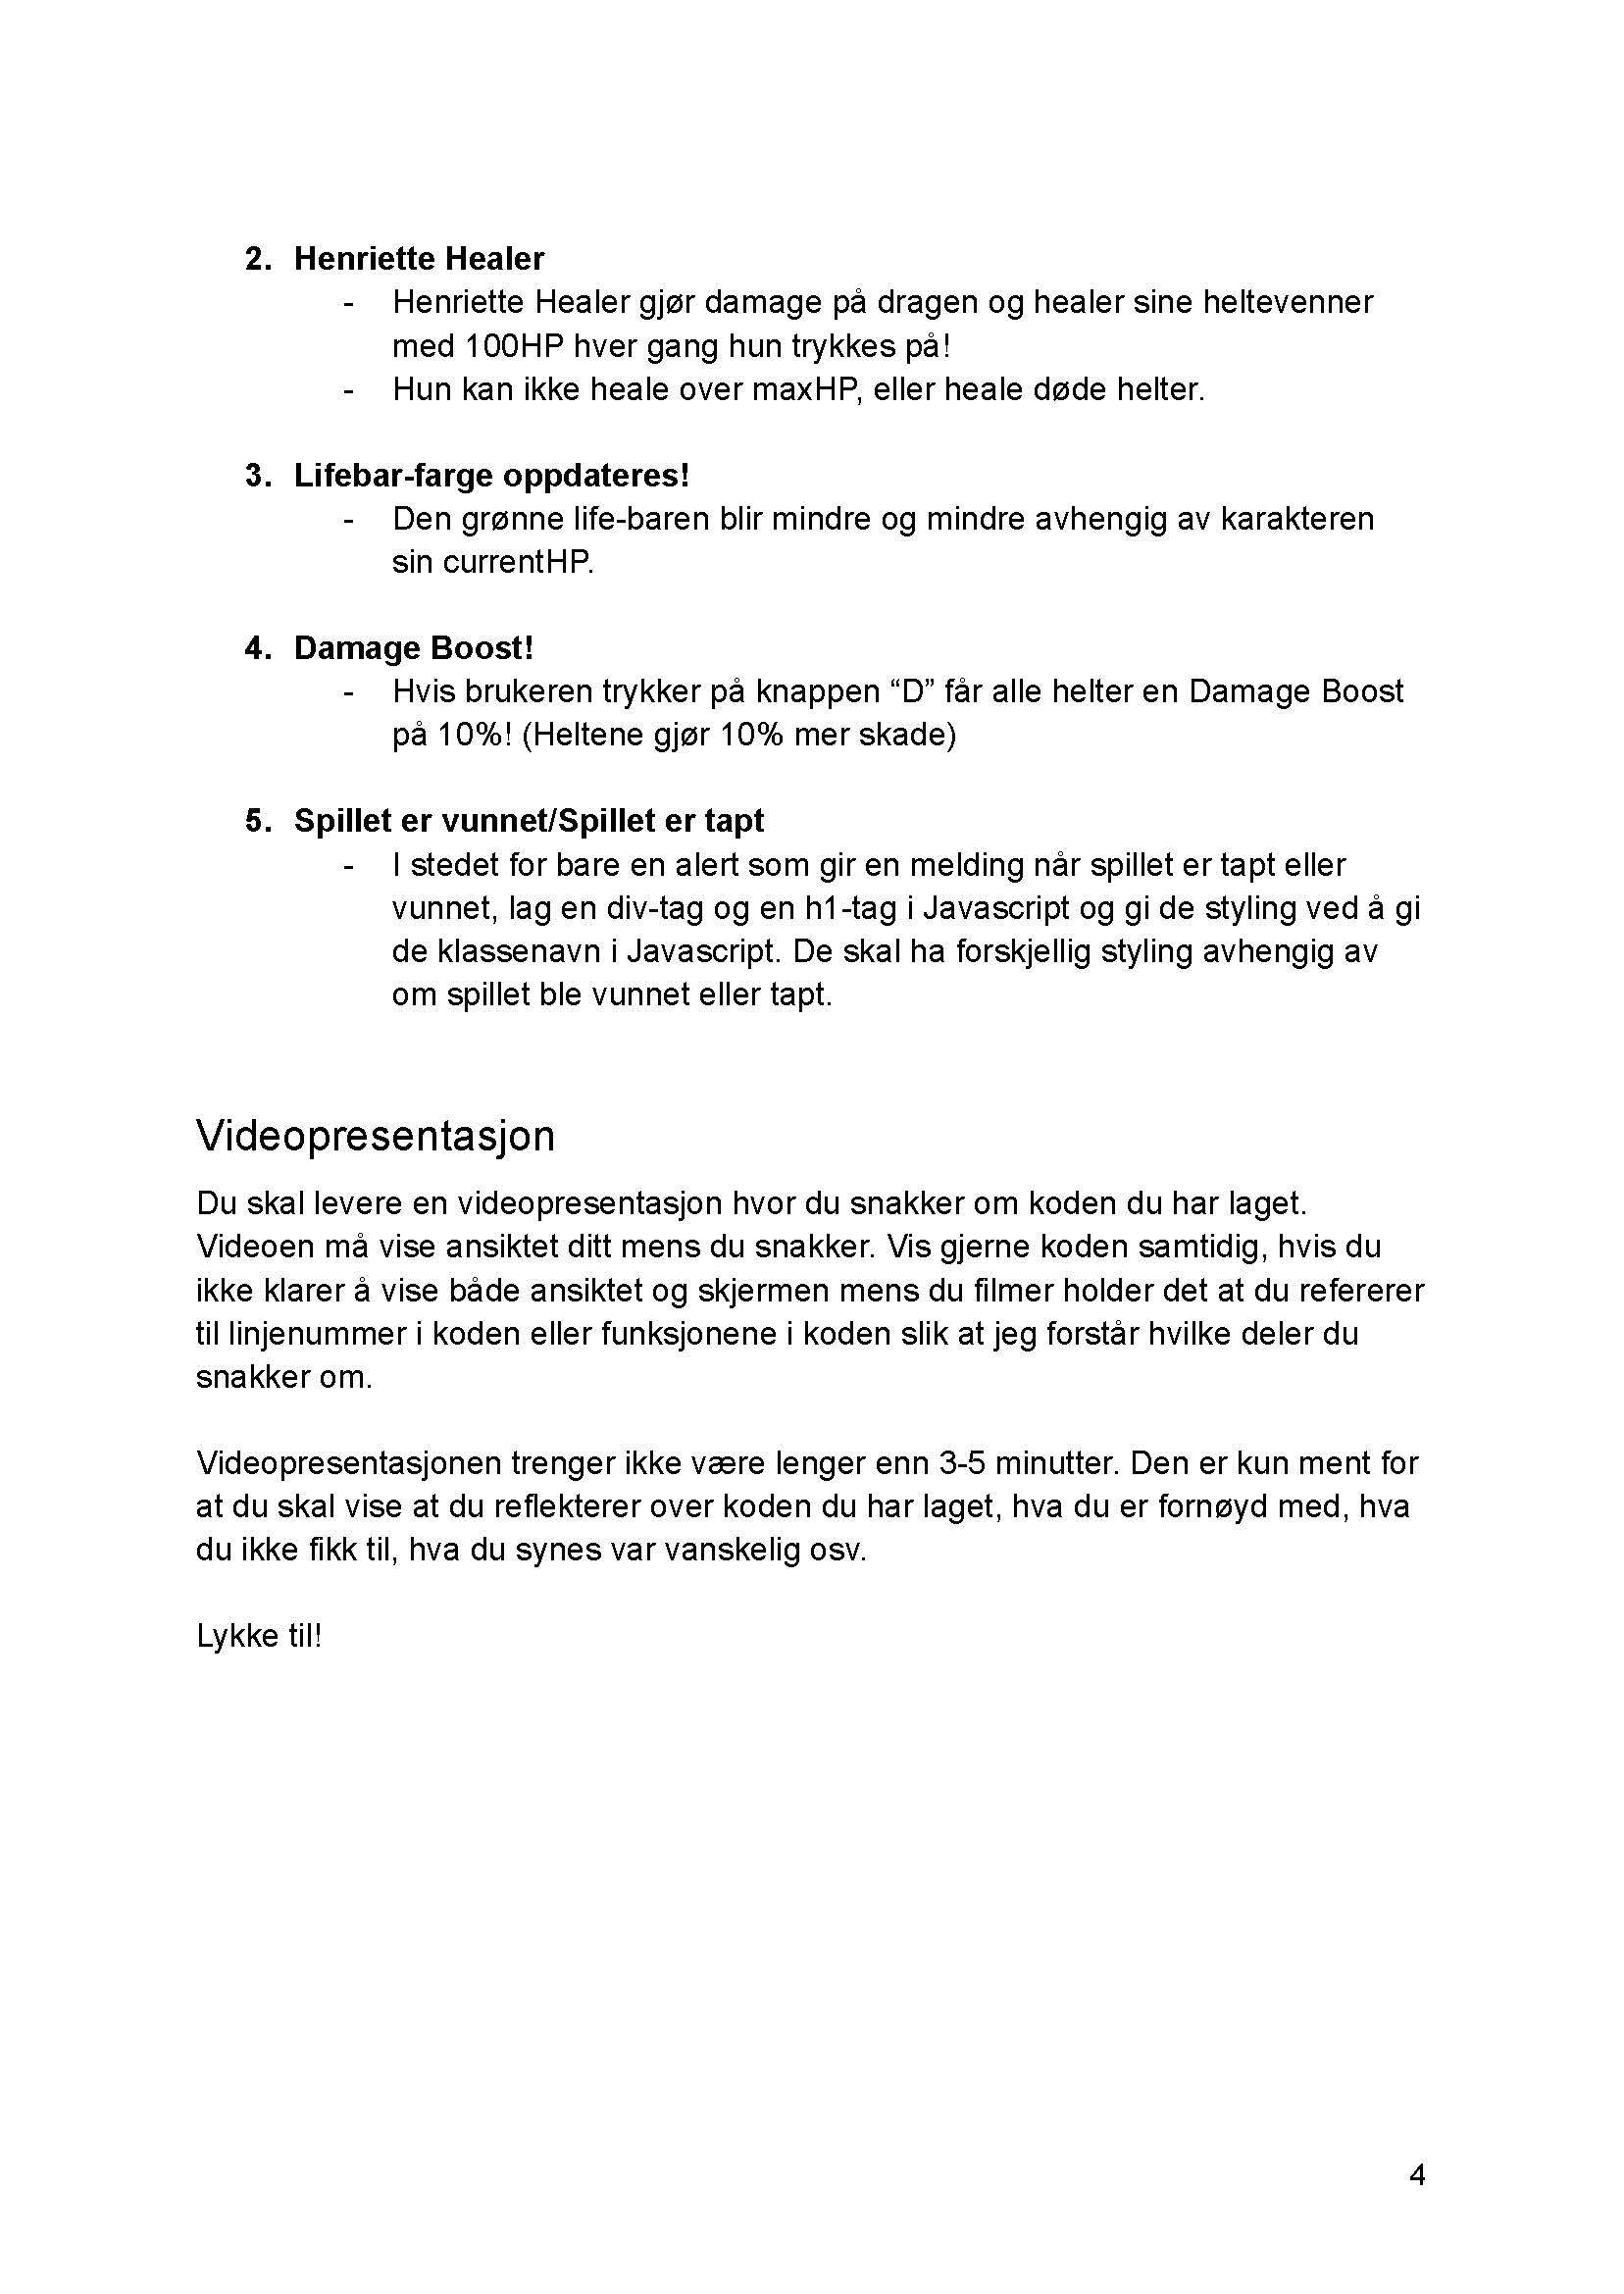 2. Henriette Healer
- Henriette Healer gjør damage på dragen og healer sine heltevenner
med 100HP hver gang hun trykkes på!
- Hun kan ikke heale over maxHP, eller heale døde helter.
3. Lifebar-farge oppdateres!
- Den grønne life-baren blir mindre og mindre avhengig av karakteren
sin currentHP.
4. Damage Boost!
- Hvis brukeren trykker på knappen “D” får alle helter en Damage Boost
på 10%! (Heltene gjør 10% mer skade)
5. Spillet er vunnet/Spillet er tapt
- I stedet for bare en alert som gir en melding når spillet er tapt eller
vunnet, lag en div-tag og en h1-tag i Javascript og gi de styling ved å gi
de klassenavn i Javascript. De skal ha forskjellig styling avhengig av
om spillet ble vunnet eller tapt.
Videopresentasjon
Du skal levere en videopresentasjon hvor du snakker om koden du har laget.
Videoen må vise ansiktet ditt mens du snakker. Vis gjerne koden samtidig, hvis du
ikke klarer å vise både ansiktet og skjermen mens du filmer holder det at du refererer
til linjenummer i koden eller funksjonene i koden slik at jeg forstår hvilke deler du
snakker om.
Videopresentasjonen trenger ikke være lenger enn 3-5 minutter. Den er kun ment for
at du skal vise at du reflekterer over koden du har laget, hva du er fornøyd med, hva
du ikke fikk til, hva du synes var vanskelig osv.
Lykke til!
4